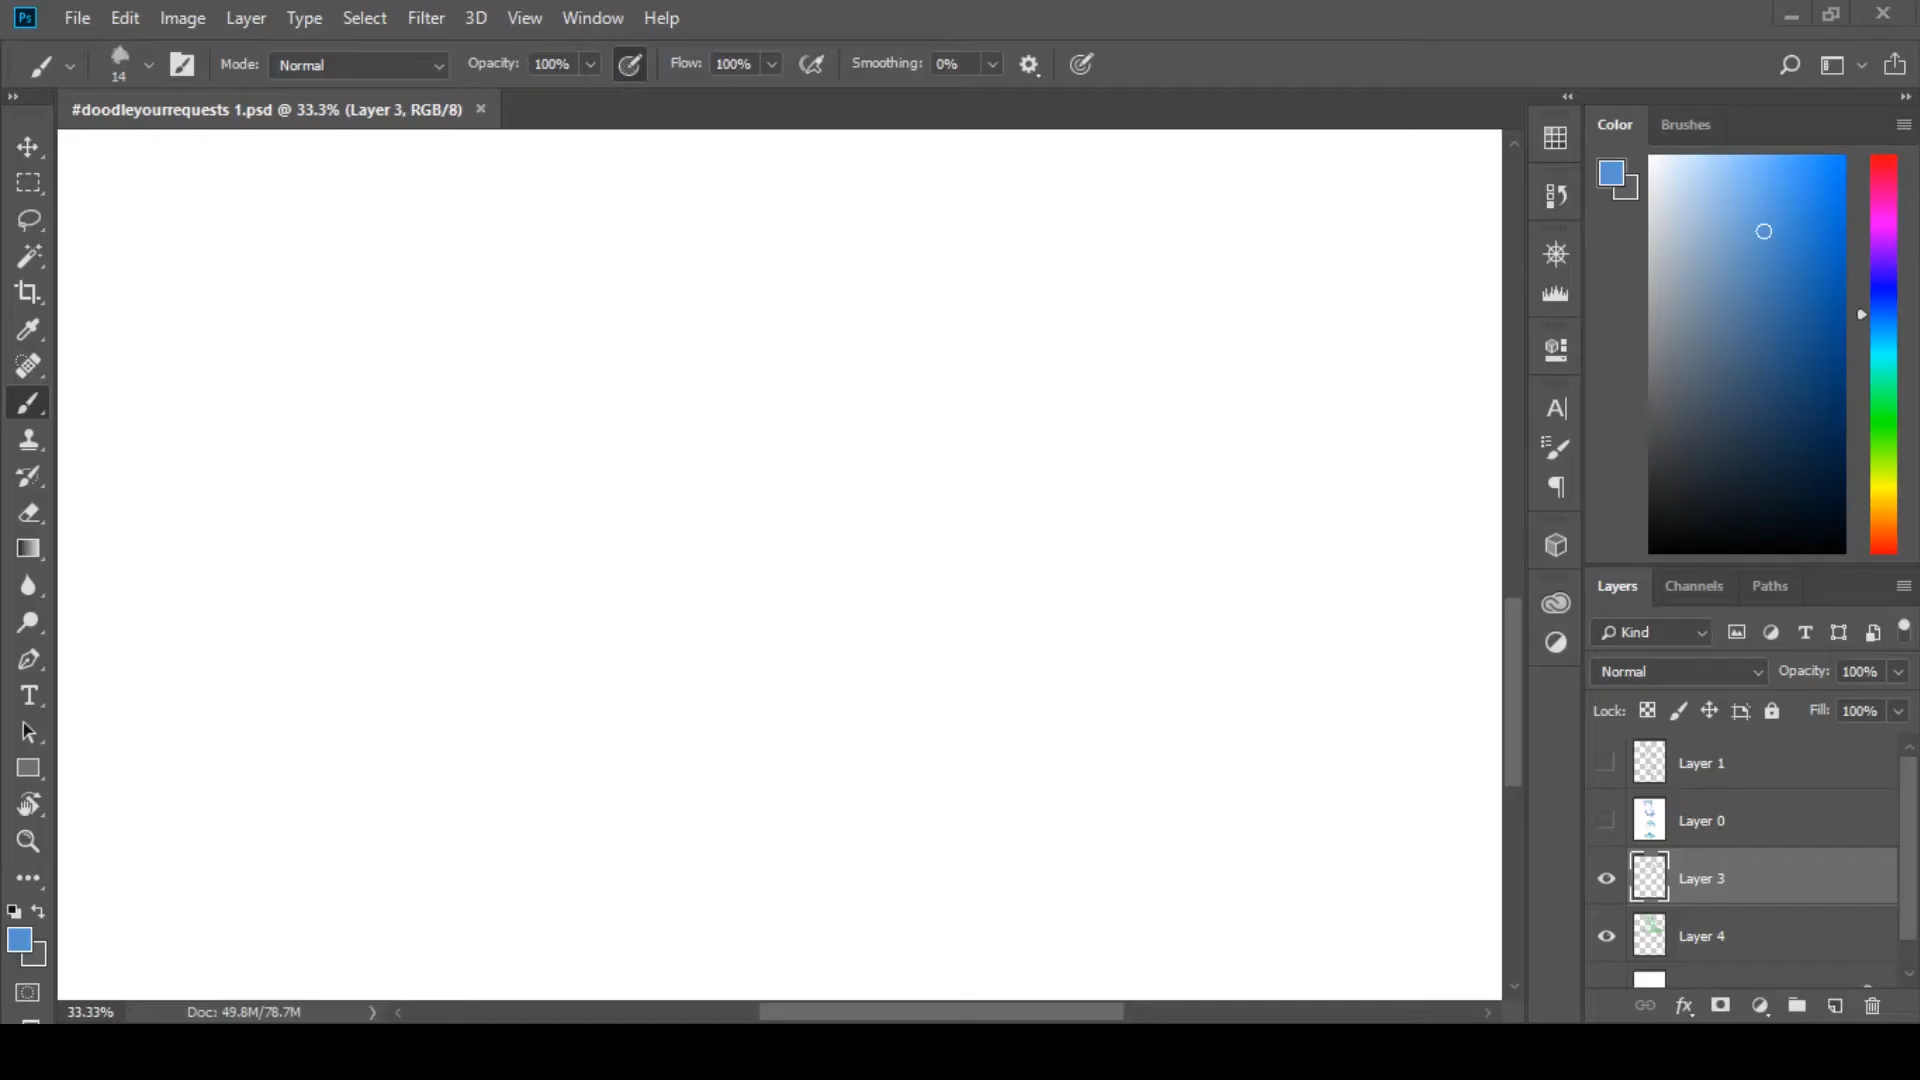 Ps File Edit Image Layer Type Select Filter 3D View Window Help
14 Mode: Normal Opacity: 100% Flow: 100% Smoothing: 0%
#doodleyourrequests 1.psd @ 33.3% (Layer 3, RGB/8)
Color Brushes
Layers Channels Paths
Kind
Normal Opacity: 100%
Lock: Fill: 100%
Layer 1
Layer 0
Layer 3
Layer 4
33.33% Doc: 49.8M/78.7M